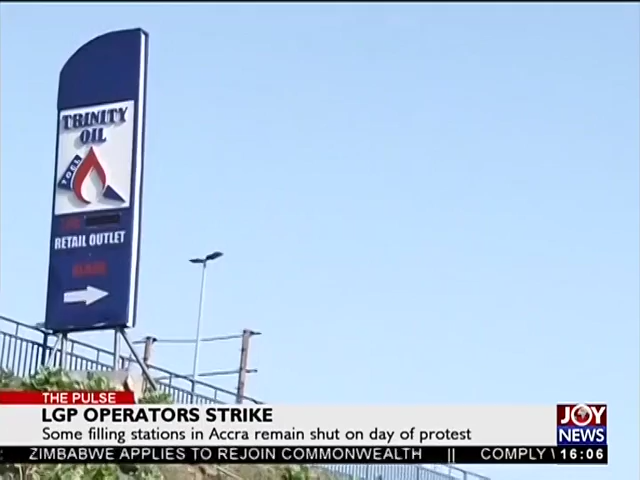 TRINITY
OIL
TOCL
RETAIL OUTLET
THE PULSE
LGP OPERATORS STRIKE
Some filling stations in Accra remain shut on day of protest
JOY
NEWS
ZIMBABWE APPLIES TO REJOIN COMMONWEALTH || COMPLY
16:06